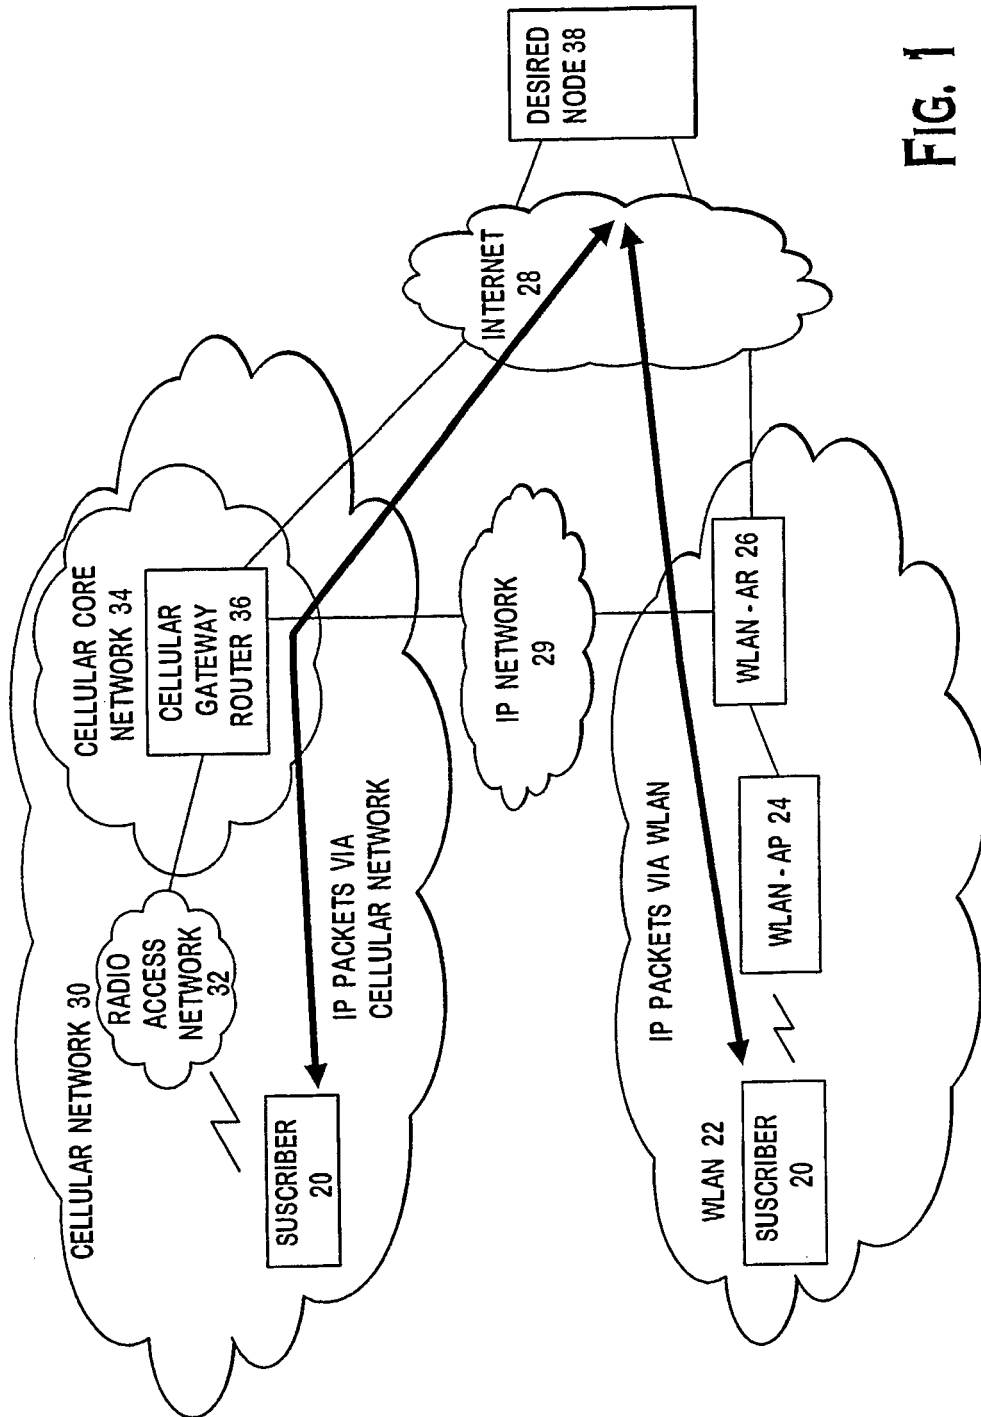 CELLULAR NETWORK 30
CELLULAR CORE
NETWORK 34
RADIO
ACCESS
NETWORK
32
CELLULAR
GATEWAY
ROUTER 36
SUSCRIBER
20
IP PACKETS VIA
CELLULAR NETWORK
INTERNET
28
DESIRED
NODE 38
IP NETWORK
29
WLAN 22
SUSCRIBER
20
IP PACKETS VIA WLAN
WLAN - AP 24
WLAN - AR 26
FIG. 1